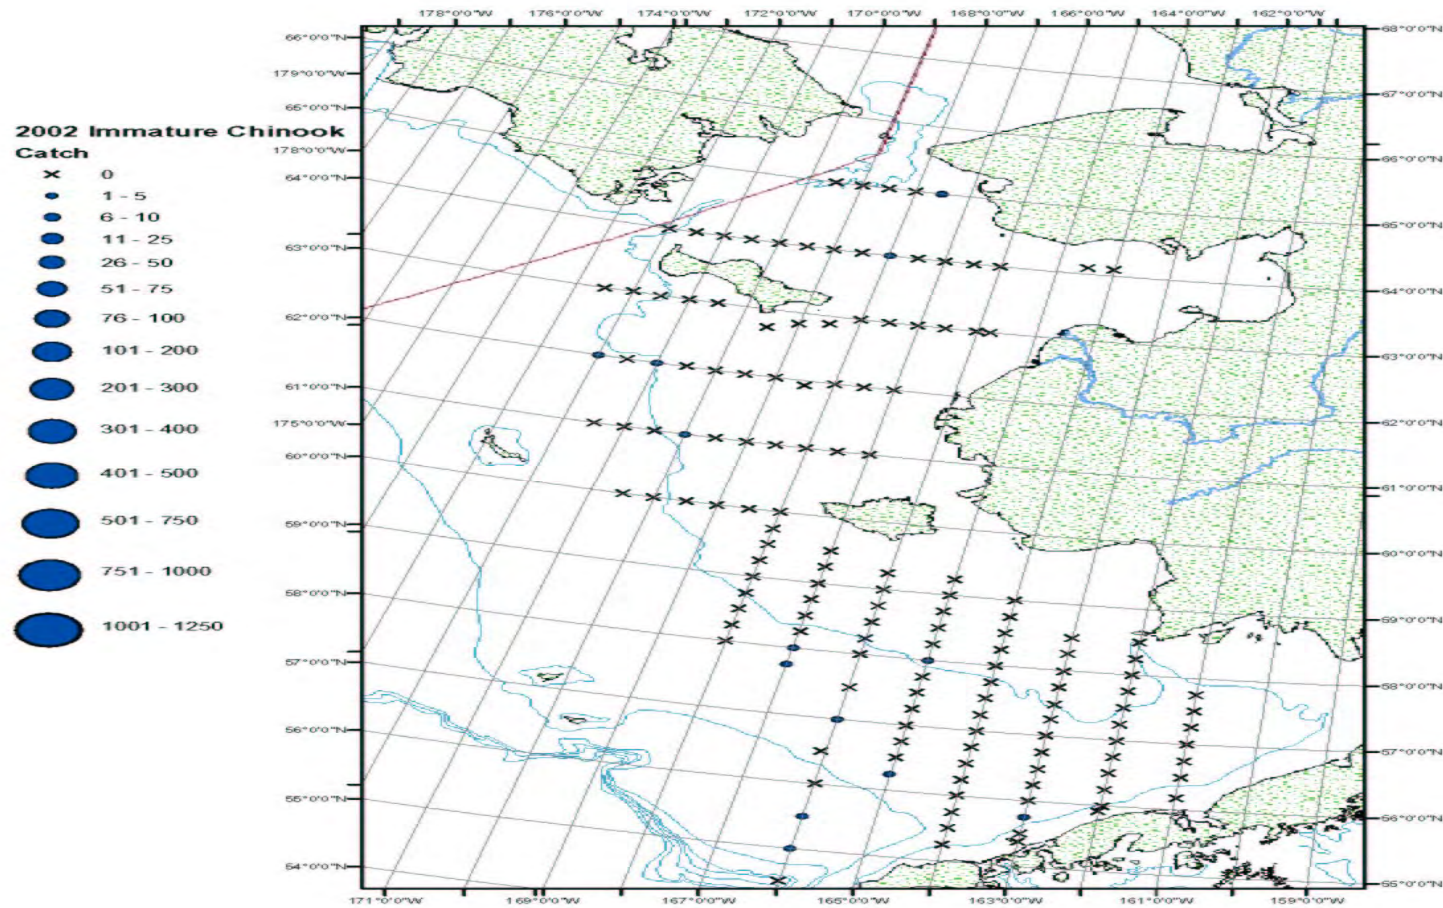 178°0'0"W 176°0'0"W 174°0'0"W 172°0'0"W 170°0'0"W 168°0'0"W 166°0'0"W 164°0'0"W 162°0'0"W
66°0'0"N
179°0'0"W
65°0'0"N
178°0'0"W
64°0'0"N
63°0'0"N
62°0'0"N
61°0'0"N
175°0'0"W
60°0'0"N
59°0'0"N
58°0'0"N
57°0'0"N
56°0'0"N
55°0'0"N
54°0'0"N
2002 Immature Chinook
Catch
0
1 - 5
6 - 10
11 - 25
26 - 50
51 - 75
76 - 100
101 - 200
201 - 300
301 - 400
401 - 500
501 - 750
751 - 1000
1001 - 1250
68°0'0"N
67°0'0"N
66°0'0"N
65°0'0"N
64°0'0"N
63°0'0"N
62°0'0"N
61°0'0"N
60°0'0"N
59°0'0"N
58°0'0"N
57°0'0"N
56°0'0"N
55°0'0"N
171°0'0"W 169°0'0"W 167°0'0"W 165°0'0"W 163°0'0"W 161°0'0"W 159°0'0"W